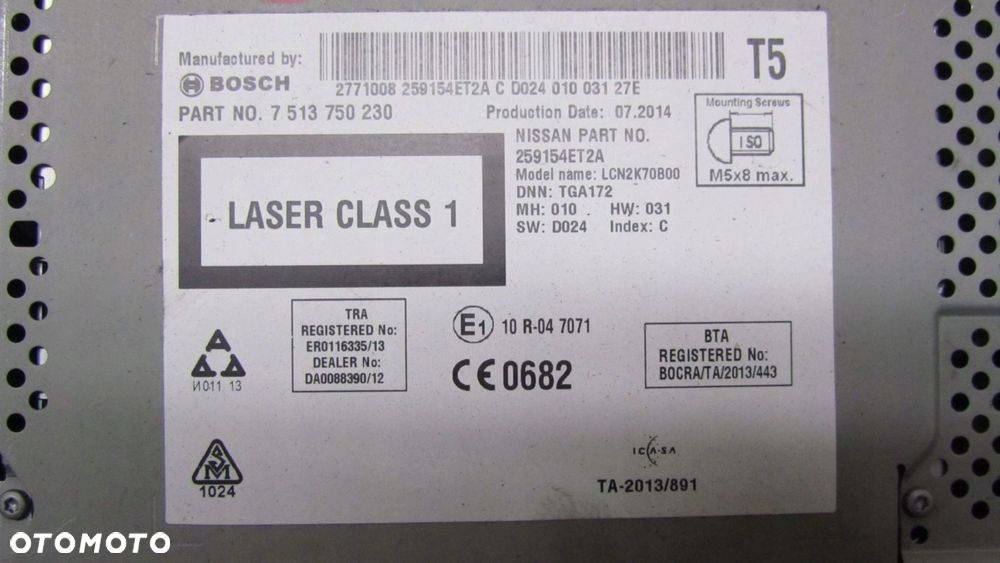 Manufactured by:
BOSCH
T5
2771008 259154ET2A C D024 010 031 27E
PART NO. 7 513 750 230
Production Date: 07.2014
Mounting Screws
ISO
M5x8 max.
NISSAN PART NO.
259154ET2A
Model name: LCN2K70B00
DNN: TGA172
MH: 010 HW: 031
SW: D024 Index: C
LASER CLASS 1
TRA
REGISTERED No:
ER0116335/13
DEALER No:
DA0088390/12
E1 10 R-04 7071
CE 0682
BTA
REGISTERED No:
BOCRA/TA/2013/443
A
И011 13
SM
1024
ICASA
TA-2013/891
OTOMOTO